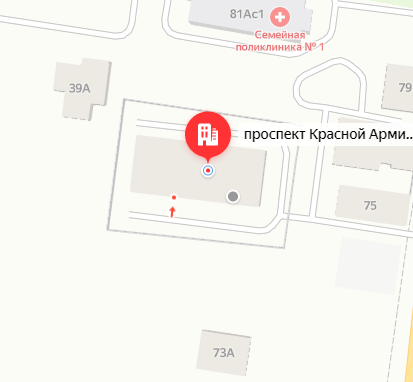 81Ас1
Семейная
поликлиника № 1
39А
79
проспект Красной Арми...
75
73А